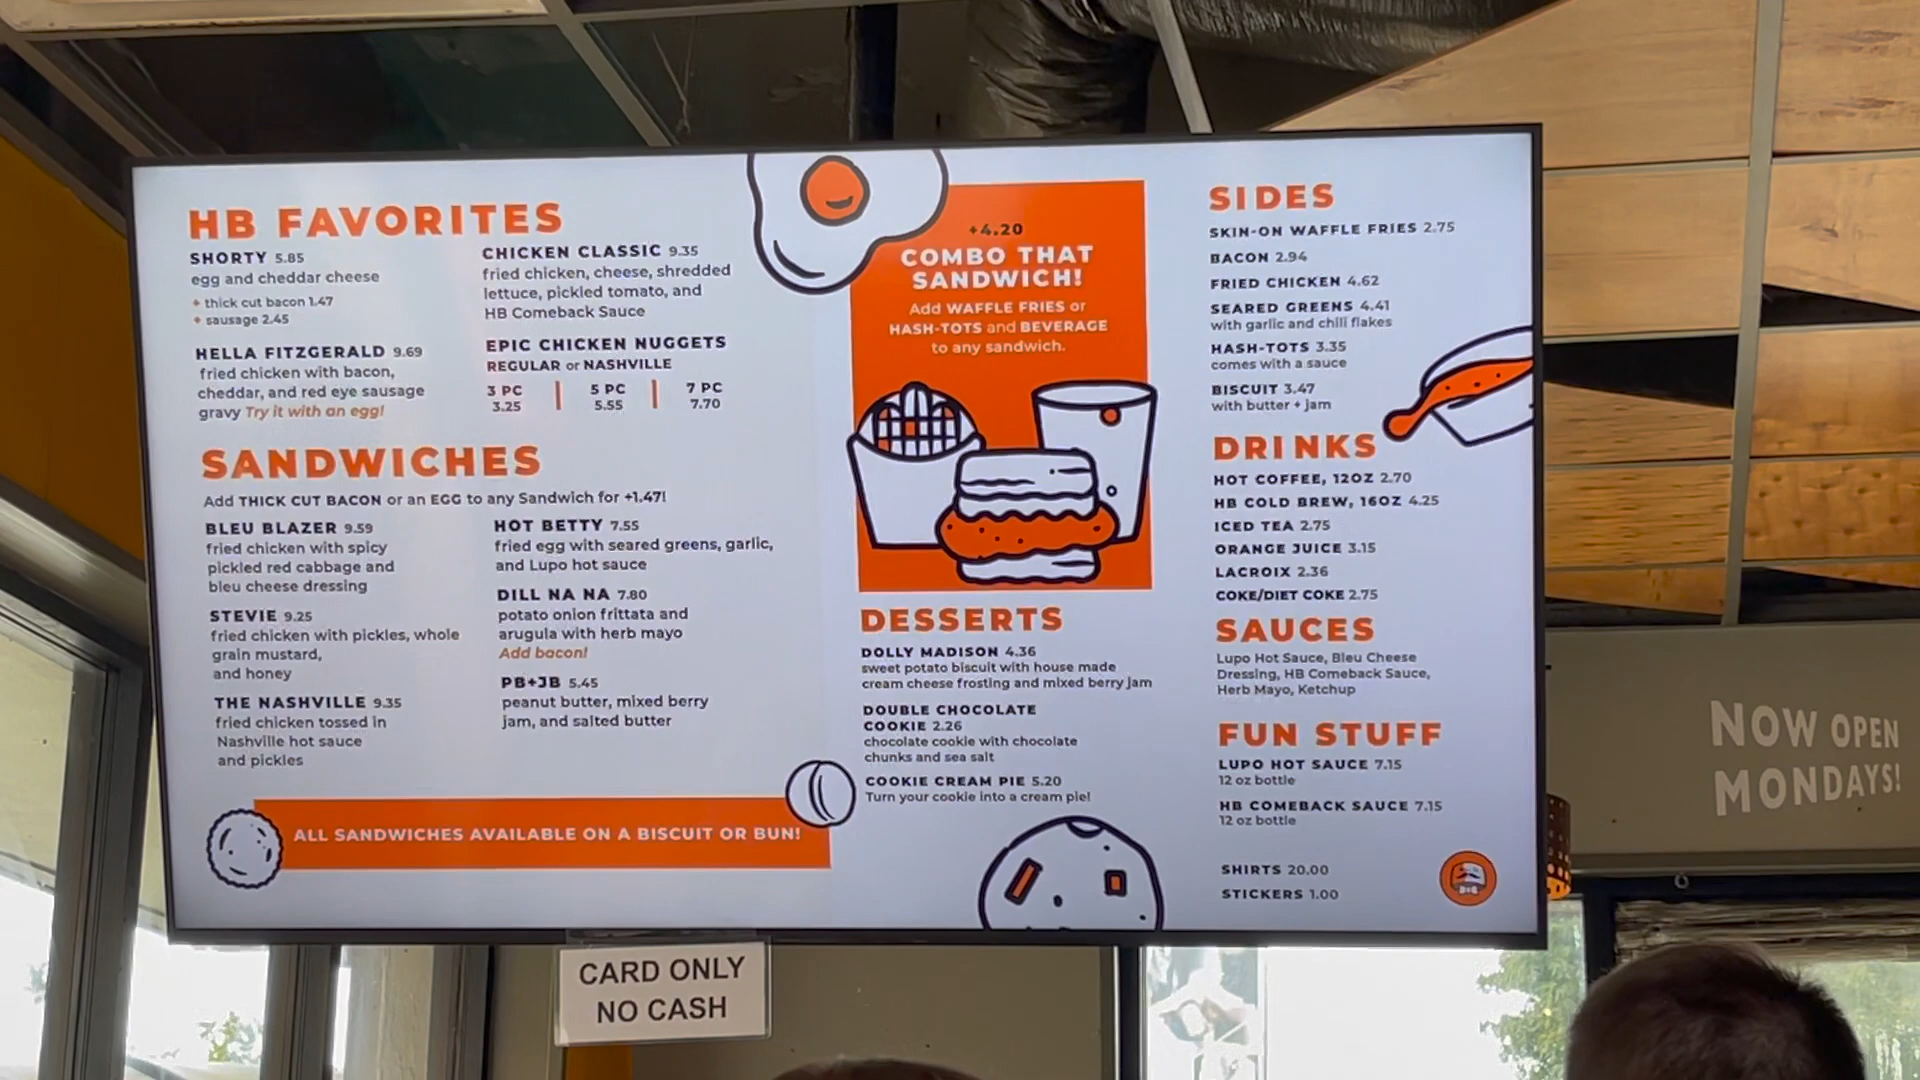 HB FAVORITES
SHORTY 5.85
egg and cheddar cheese
+ thick cut bacon 1.47
+ sausage 2.45
HELLA FITZGERALD 9.69
fried chicken with bacon,
cheddar, and red eye sausage
gravy Try it with an egg!
CHICKEN CLASSIC 9.35
fried chicken, cheese, shredded
lettuce, pickled tomato, and
HB Comeback Sauce
EPIC CHICKEN NUGGETS
REGULAR or NASHVILLE
3 PC 5 PC 7 PC
3.25 5.55 7.70
SANDWICHES
Add THICK CUT BACON or an EGG to any Sandwich for +1.47!
BLEU BLAZER 9.59
fried chicken with spicy
pickled red cabbage and
bleu cheese dressing
STEVIE 9.25
fried chicken with pickles, whole
grain mustard,
and honey
THE NASHVILLE 9.35
fried chicken tossed in
Nashville hot sauce
and pickles
HOT BETTY 7.55
fried egg with seared greens, garlic,
and Lupo hot sauce
DILL NA NA 7.80
potato onion frittata and
arugula with herb mayo
Add bacon!
PB+JB 5.45
peanut butter, mixed berry
jam, and salted butter
ALL SANDWICHES AVAILABLE ON A BISCUIT OR BUN!
+4.20
COMBO THAT
SANDWICH!
Add WAFFLE FRIES or
HASH-TOTS and BEVERAGE
to any sandwich.
DESSERTS
DOLLY MADISON 4.36
sweet potato biscuit with house made
cream cheese frosting and mixed berry jam
DOUBLE CHOCOLATE
COOKIE 2.26
chocolate cookie with chocolate
chunks and sea salt
COOKIE CREAM PIE 5.20
Turn your cookie into a cream pie!
SIDES
SKIN-ON WAFFLE FRIES 2.75
BACON 2.94
FRIED CHICKEN 4.62
SEARED GREENS 4.41
with garlic and chili flakes
HASH-TOTS 3.35
comes with a sauce
BISCUIT 3.47
with butter + jam
DRINKS
HOT COFFEE, 12OZ 2.70
HB COLD BREW, 16OZ 4.25
ICED TEA 2.75
ORANGE JUICE 3.15
LACROIX 2.36
COKE/DIET COKE 2.75
SAUCES
Lupo Hot Sauce, Bleu Cheese
Dressing, HB Comeback Sauce,
Herb Mayo, Ketchup
FUN STUFF
LUPO HOT SAUCE 7.15
12 oz bottle
HB COMEBACK SAUCE 7.15
12 oz bottle
SHIRTS 20.00
STICKERS 1.00
CARD ONLY
NO CASH
NOW OPEN
MONDAYS!